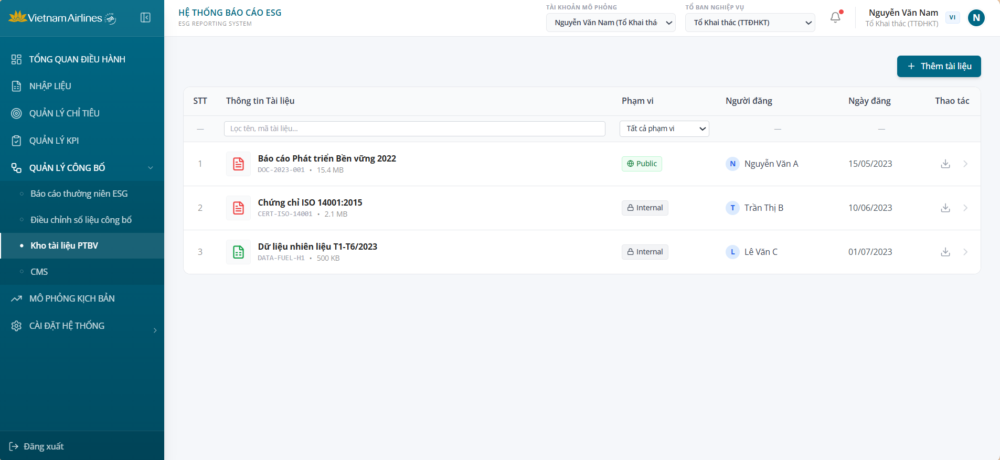 Vietnam Airlines
HỆ THỐNG BÁO CÁO ESG
ESG REPORTING SYSTEM
TÀI KHOẢN MÔ PHỎNG
Nguyễn Văn Nam (Tổ Khai thá
TỔ BAN NGHIỆP VỤ
Tổ Khai thác (TTĐHKT)
Nguyễn Văn Nam
Tổ Khai thác (TTĐHKT)
VI
N
TỔNG QUAN ĐIỀU HÀNH
NHẬP LIỆU
QUẢN LÝ CHỈ TIÊU
QUẢN LÝ KPI
QUẢN LÝ CÔNG BỐ
Báo cáo thường niên ESG
Điều chỉnh số liệu công bố
Kho tài liệu PTBV
CMS
MÔ PHỎNG KỊCH BẢN
CÀI ĐẶT HỆ THỐNG
Đăng xuất
+ Thêm tài liệu
STT Thông tin Tài liệu Phạm vi Người đăng Ngày đăng Thao tác
— Lọc tên, mã tài liệu... Tất cả phạm vi — —
1 Báo cáo Phát triển Bền vững 2022 Public N Nguyễn Văn A 15/05/2023
DOC-2023-001 • 15.4 MB
2 Chứng chỉ ISO 14001:2015 Internal T Trần Thị B 10/06/2023
CERT-ISO-14001 • 2.1 MB
3 Dữ liệu nhiên liệu T1-T6/2023 Internal L Lê Văn C 01/07/2023
DATA-FUEL-H1 • 500 KB